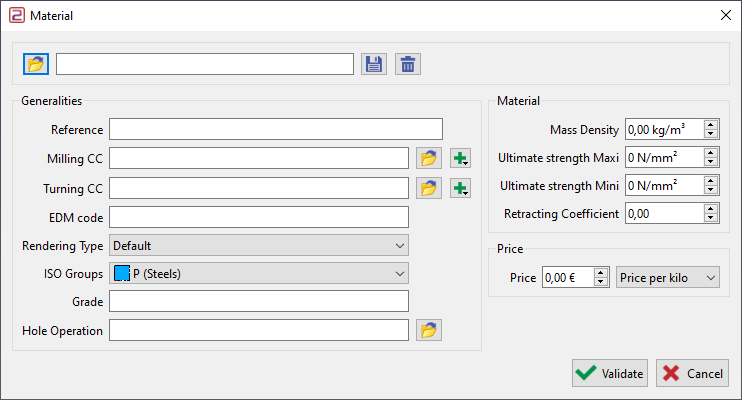 Material
Generalities
Reference
Milling CC
Turning CC
EDM code
Rendering Type Default
ISO Groups P (Steels)
Grade
Hole Operation
Material
Mass Density 0,00 kg/m³
Ultimate strength Maxi 0 N/mm²
Ultimate strength Mini 0 N/mm²
Retracting Coefficient 0,00
Price
Price 0,00 € Price per kilo
Validate Cancel